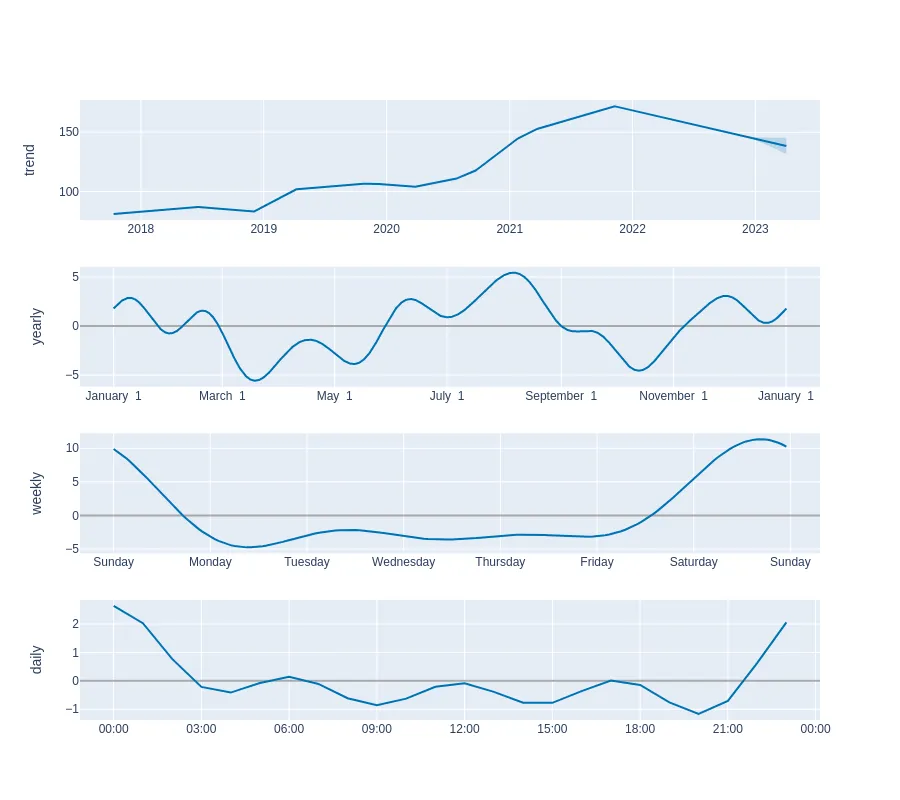 trend
150
100
2018 2019 2020 2021 2022 2023
yearly
5
0
−5
January 1 March 1 May 1 July 1 September 1 November 1 January 1
weekly
10
5
0
−5
Sunday Monday Tuesday Wednesday Thursday Friday Saturday Sunday
daily
2
1
0
−1
00:00 03:00 06:00 09:00 12:00 15:00 18:00 21:00 00:00